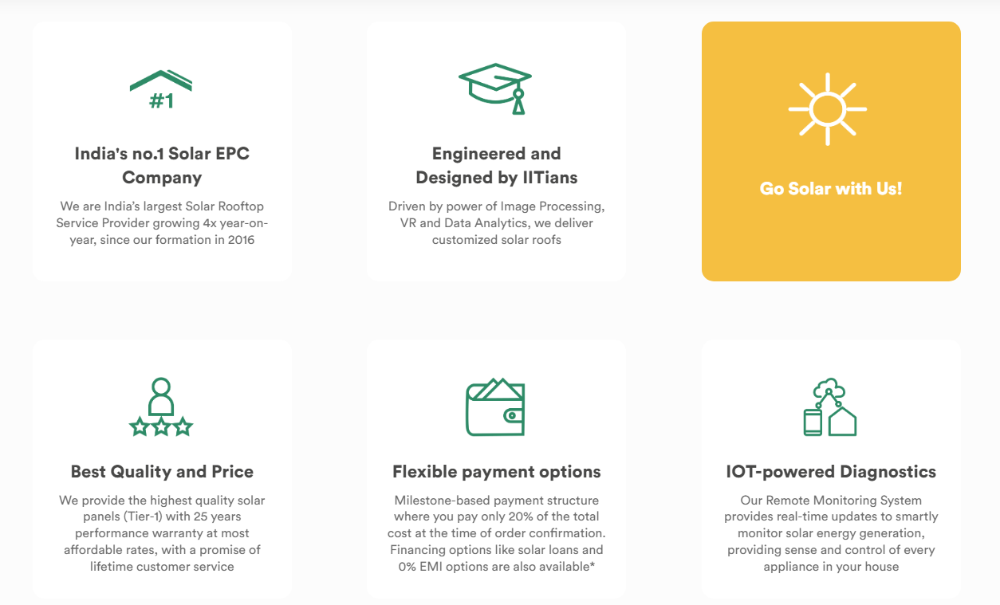 #1
India's no.1 Solar EPC
Company
We are India’s largest Solar Rooftop
Service Provider growing 4x year-on-
year, since our formation in 2016
Engineered and
Designed by IITians
Driven by power of Image Processing,
VR and Data Analytics, we deliver
customized solar roofs
Go Solar with Us!
Best Quality and Price
We provide the highest quality solar
panels (Tier-1) with 25 years
performance warranty at most
affordable rates, with a promise of
lifetime customer service
Flexible payment options
Milestone-based payment structure
where you pay only 20% of the total
cost at the time of order confirmation.
Financing options like solar loans and
0% EMI options are also available*
IOT-powered Diagnostics
Our Remote Monitoring System
provides real-time updates to smartly
monitor solar energy generation,
providing sense and control of every
appliance in your house